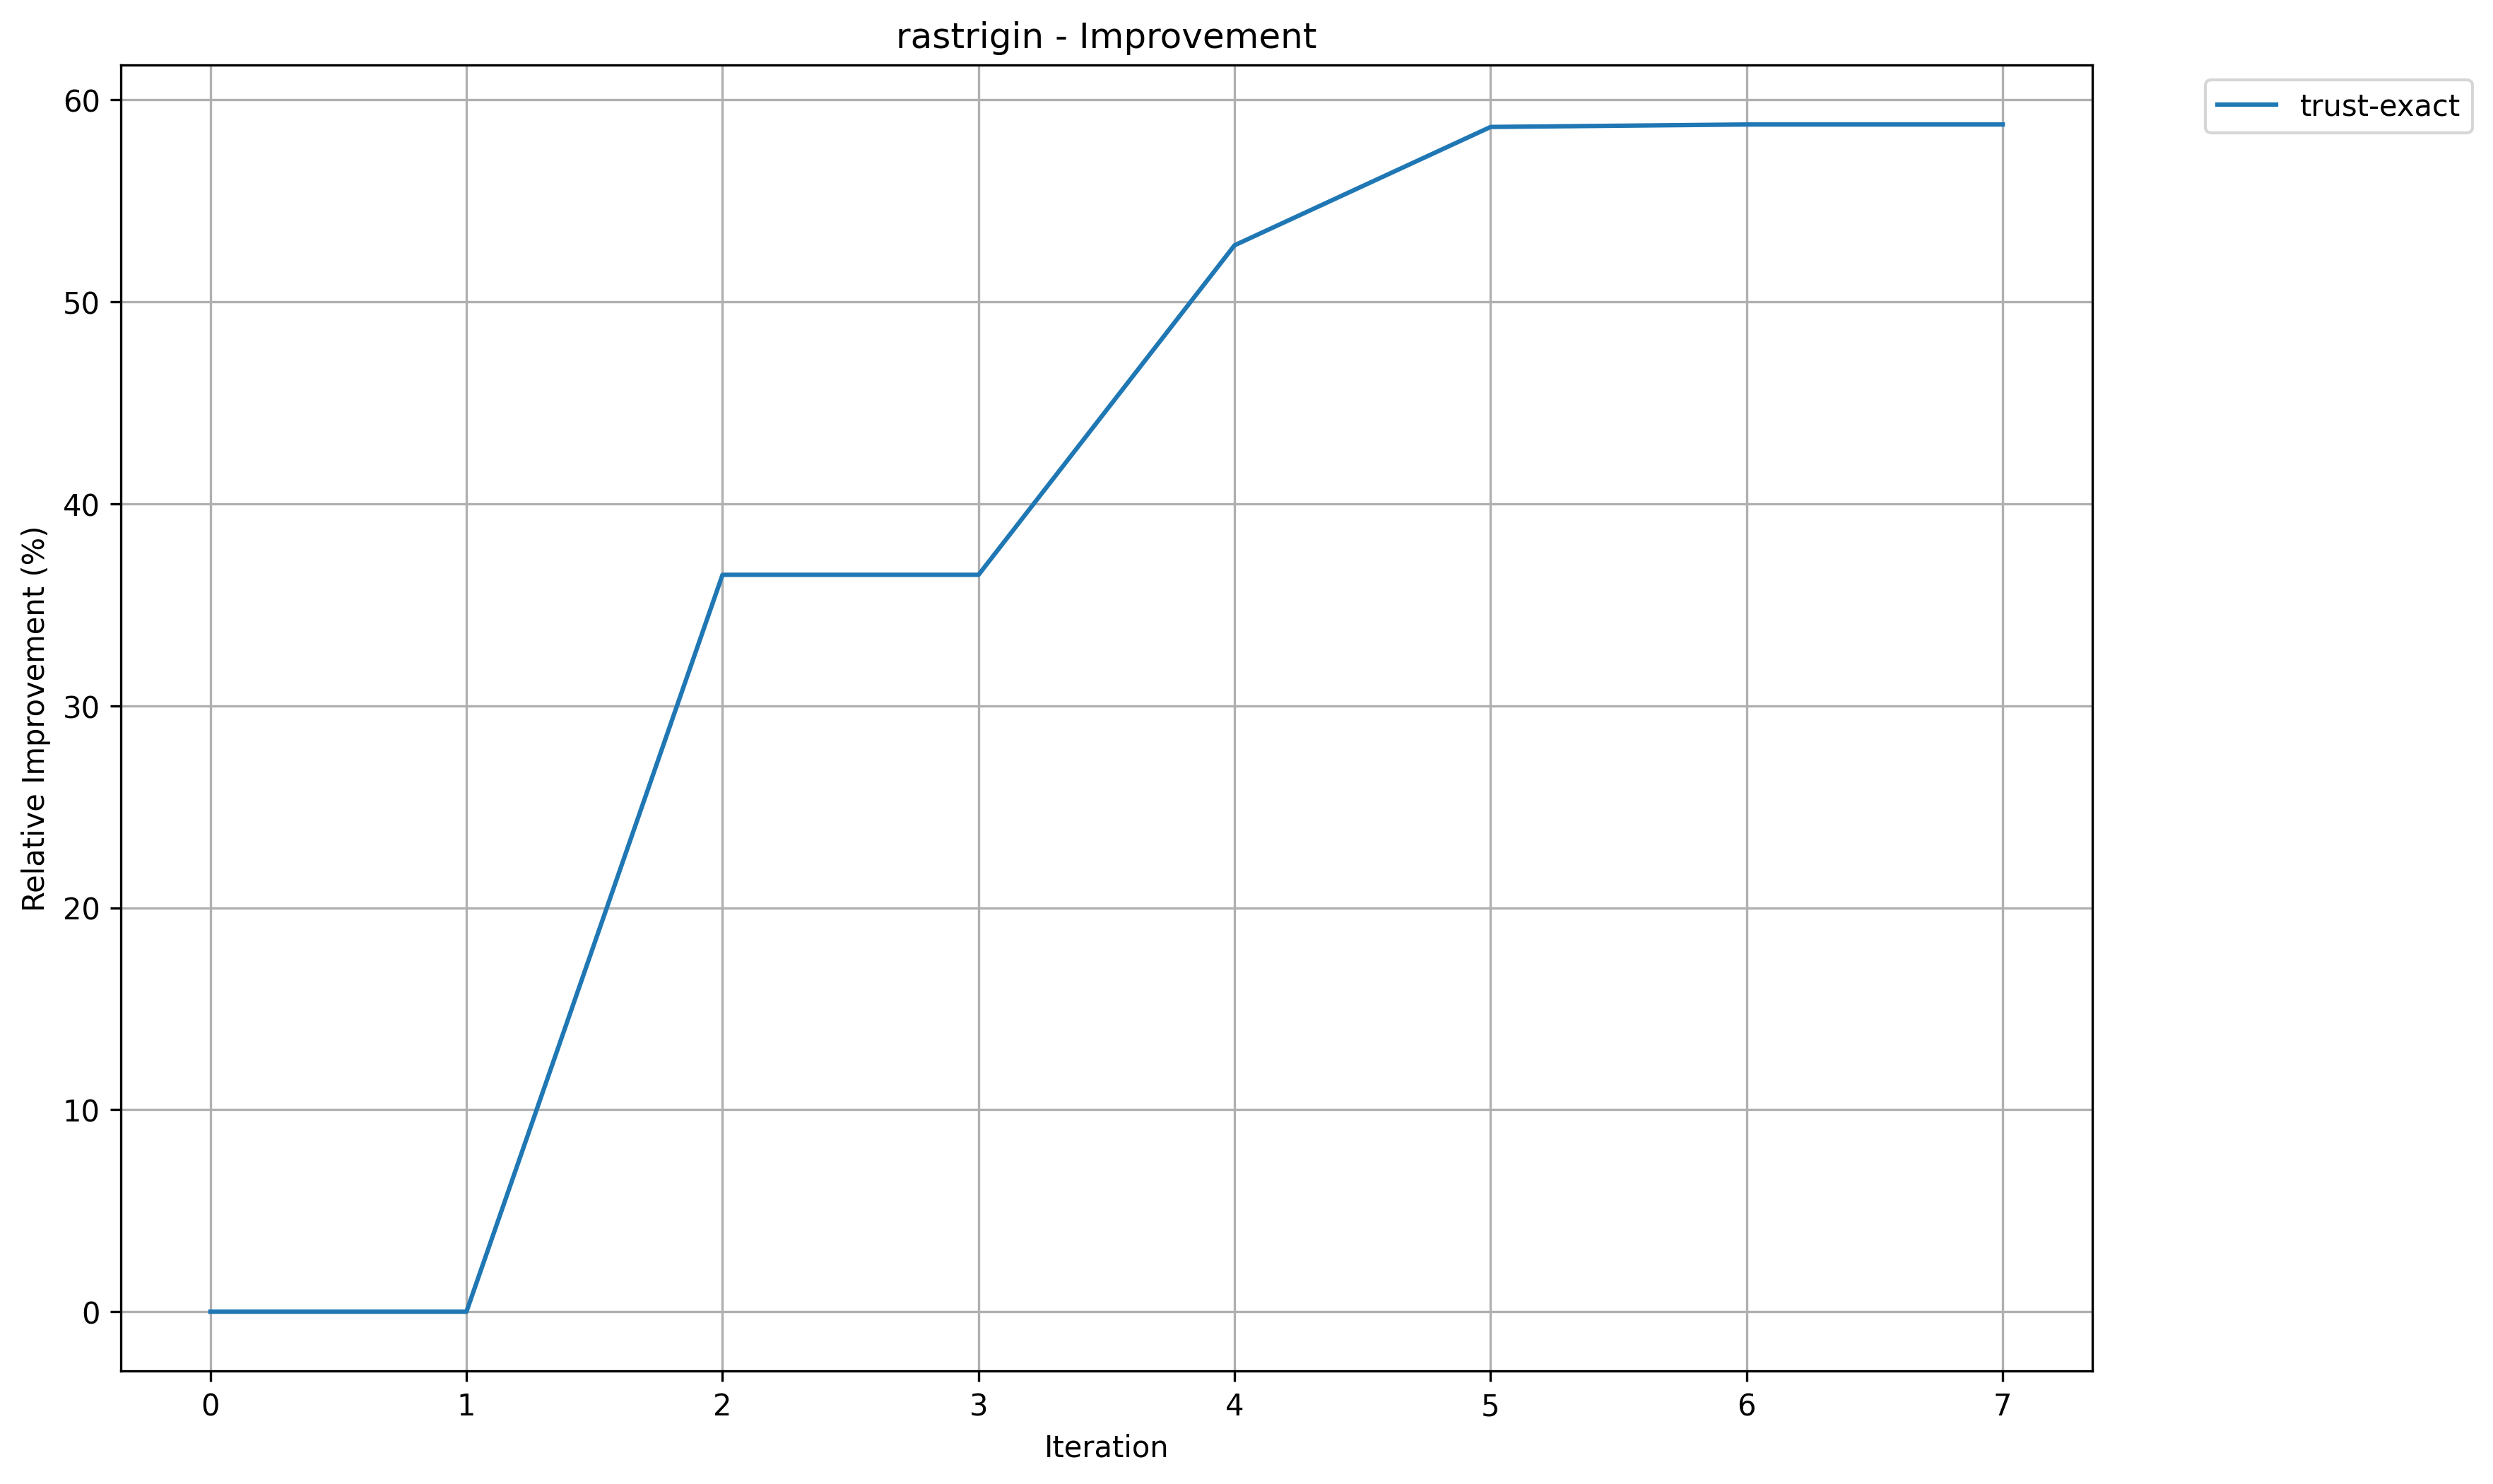 rastrigin - Improvement
trust-exact
Relative Improvement (%)
60
50
40
30
20
10
0
0 1 2 3 4 5 6 7
Iteration